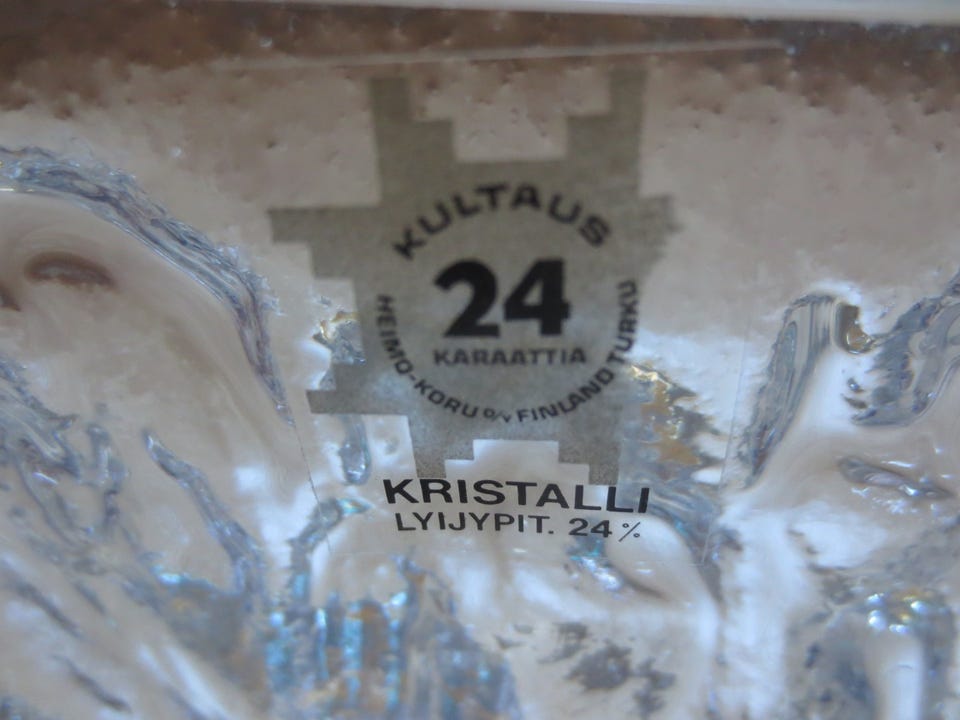 KULTAUS
24
KARAATTIA
HEIMO-KORU O/Y FINLAND TURKU
KRISTALLI
LYIJYPIT. 24%